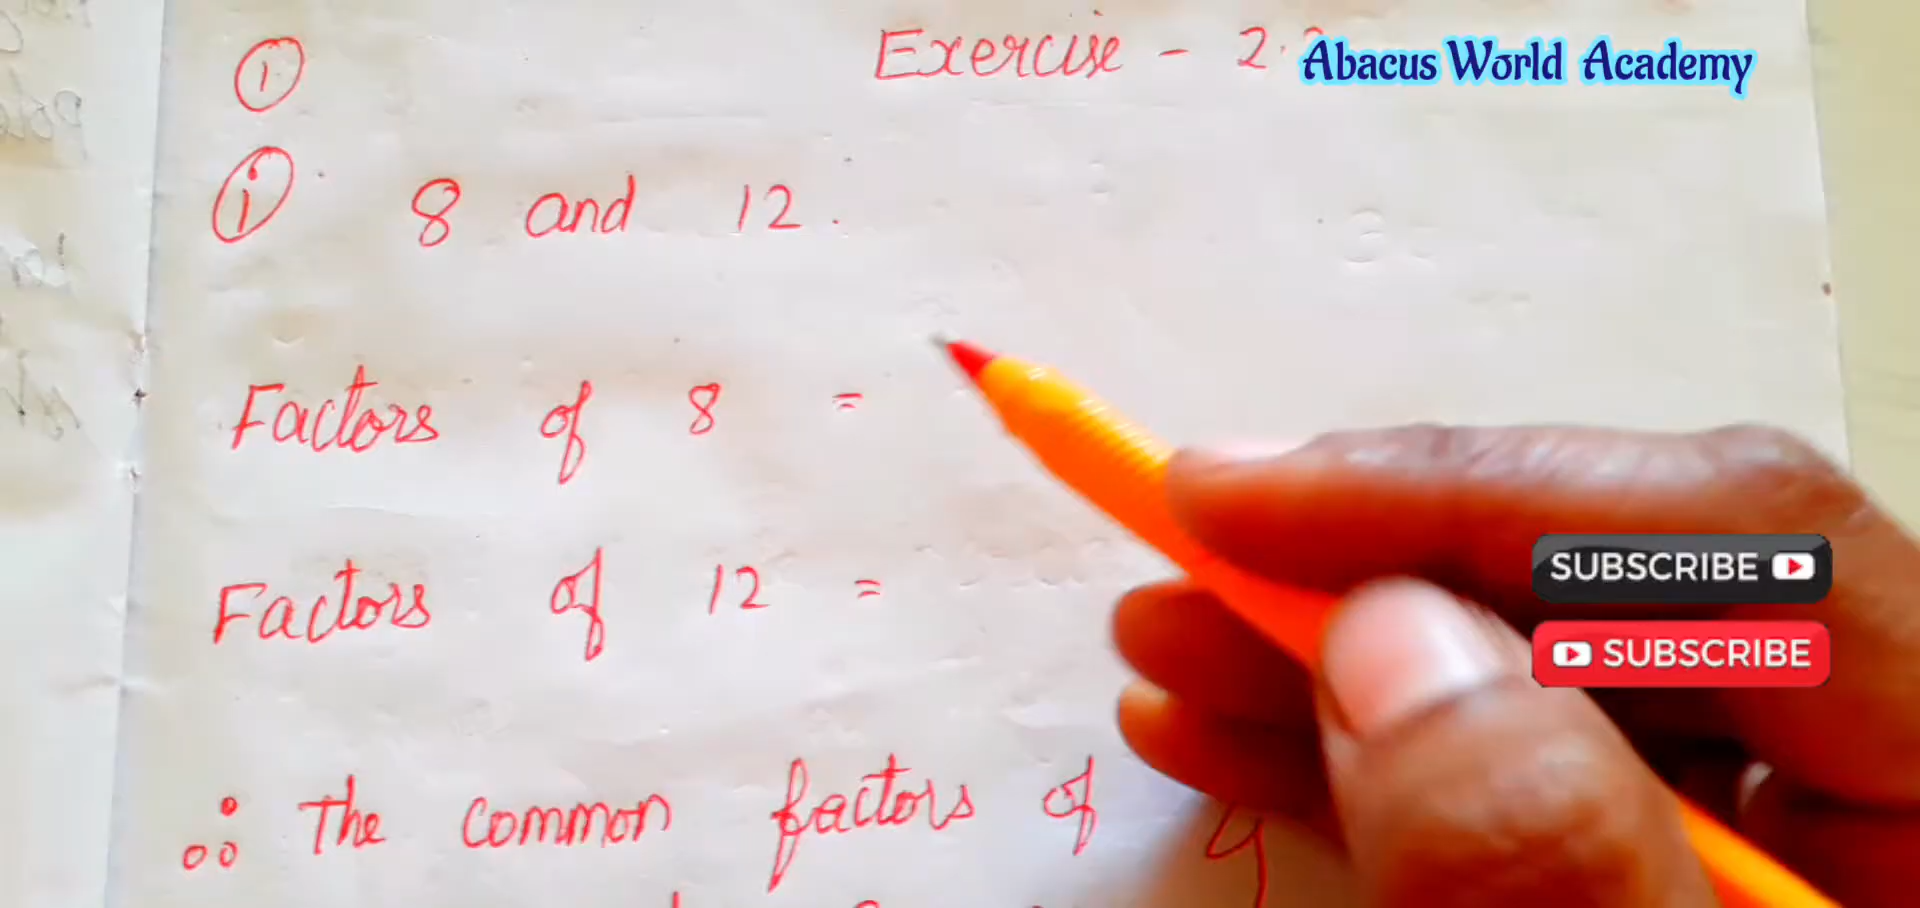 ①
Exercise - 2.
Abacus World Academy
ⓘ 8 and 12.
Factors of 8 =
SUBSCRIBE
Factors of 12 =
SUBSCRIBE
∴ The common factors of